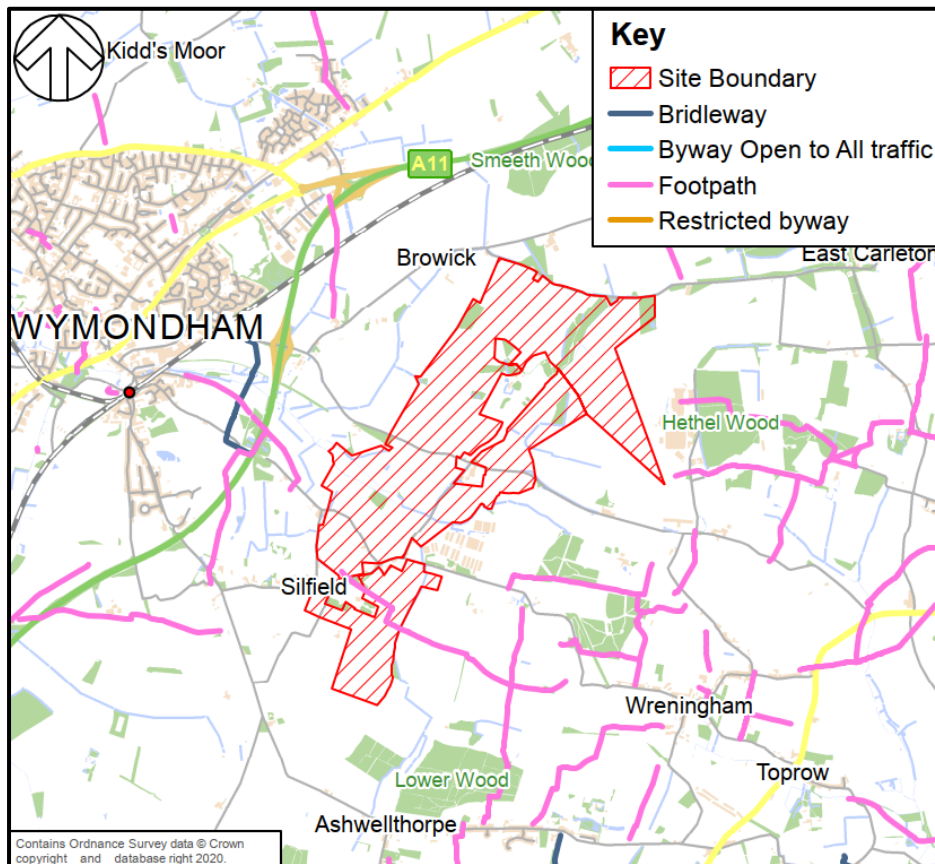 Kidd's Moor
Key
Site Boundary
Bridleway
Byway Open to All traffic
Footpath
Restricted byway
A11
Smeeth Wood
Browick
East Carleton
WYMONDHAM
Hethel Wood
Silfield
Wreningham
Lower Wood
Toprow
Ashwellthorpe
Contains Ordnance Survey data © Crown
copyright and database right 2020.